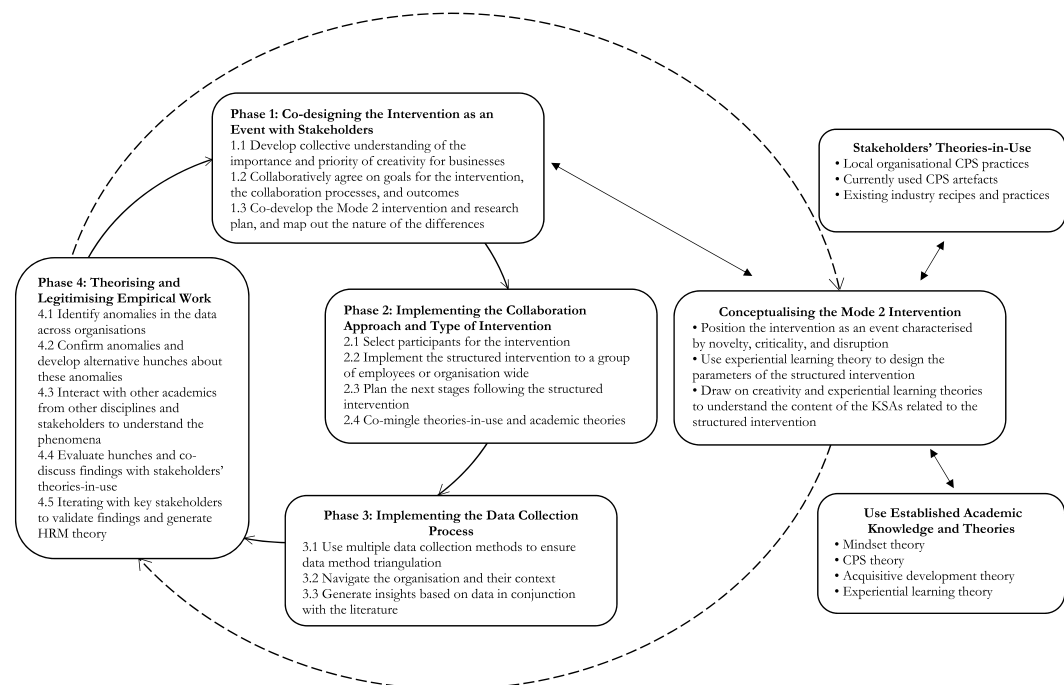 Phase 1: Co-designing the Intervention as an
Event with Stakeholders
1.1 Develop collective understanding of the
importance and priority of creativity for businesses
1.2 Collaboratively agree on goals for the intervention,
the collaboration processes, and outcomes
1.3 Co-develop the Mode 2 intervention and research
plan, and map out the nature of the differences
Stakeholders' Theories-in-Use
• Local organisational CPS practices
• Currently used CPS artefacts
• Existing industry recipes and practices
Phase 4: Theorising and
Legitimising Empirical Work
4.1 Identify anomalies in the data
across organisations
4.2 Confirm anomalies and
develop alternative hunches about
these anomalies
4.3 Interact with other academics
from other disciplines and
stakeholders to understand the
phenomena
4.4 Evaluate hunches and co-
discuss findings with stakeholders'
theories-in-use
4.5 Iterating with key stakeholders
to validate findings and generate
HRM theory
Phase 2: Implementing the Collaboration
Approach and Type of Intervention
2.1 Select participants for the intervention
2.2 Implement the structured intervention to a group
of employees or organisation wide
2.3 Plan the next stages following the structured
intervention
2.4 Co-mingle theories-in-use and academic theories
Conceptualising the Mode 2 Intervention
• Position the intervention as an event characterised
by novelty, criticality, and disruption
• Use experiential learning theory to design the
parameters of the structured intervention
• Draw on creativity and experiential learning theories
to understand the content of the KSAs related to the
structured intervention
Phase 3: Implementing the Data Collection
Process
3.1 Use multiple data collection methods to ensure
data method triangulation
3.2 Navigate the organisation and their context
3.3 Generate insights based on data in conjunction
with the literature
Use Established Academic
Knowledge and Theories
• Mindset theory
• CPS theory
• Acquisitive development theory
• Experiential learning theory